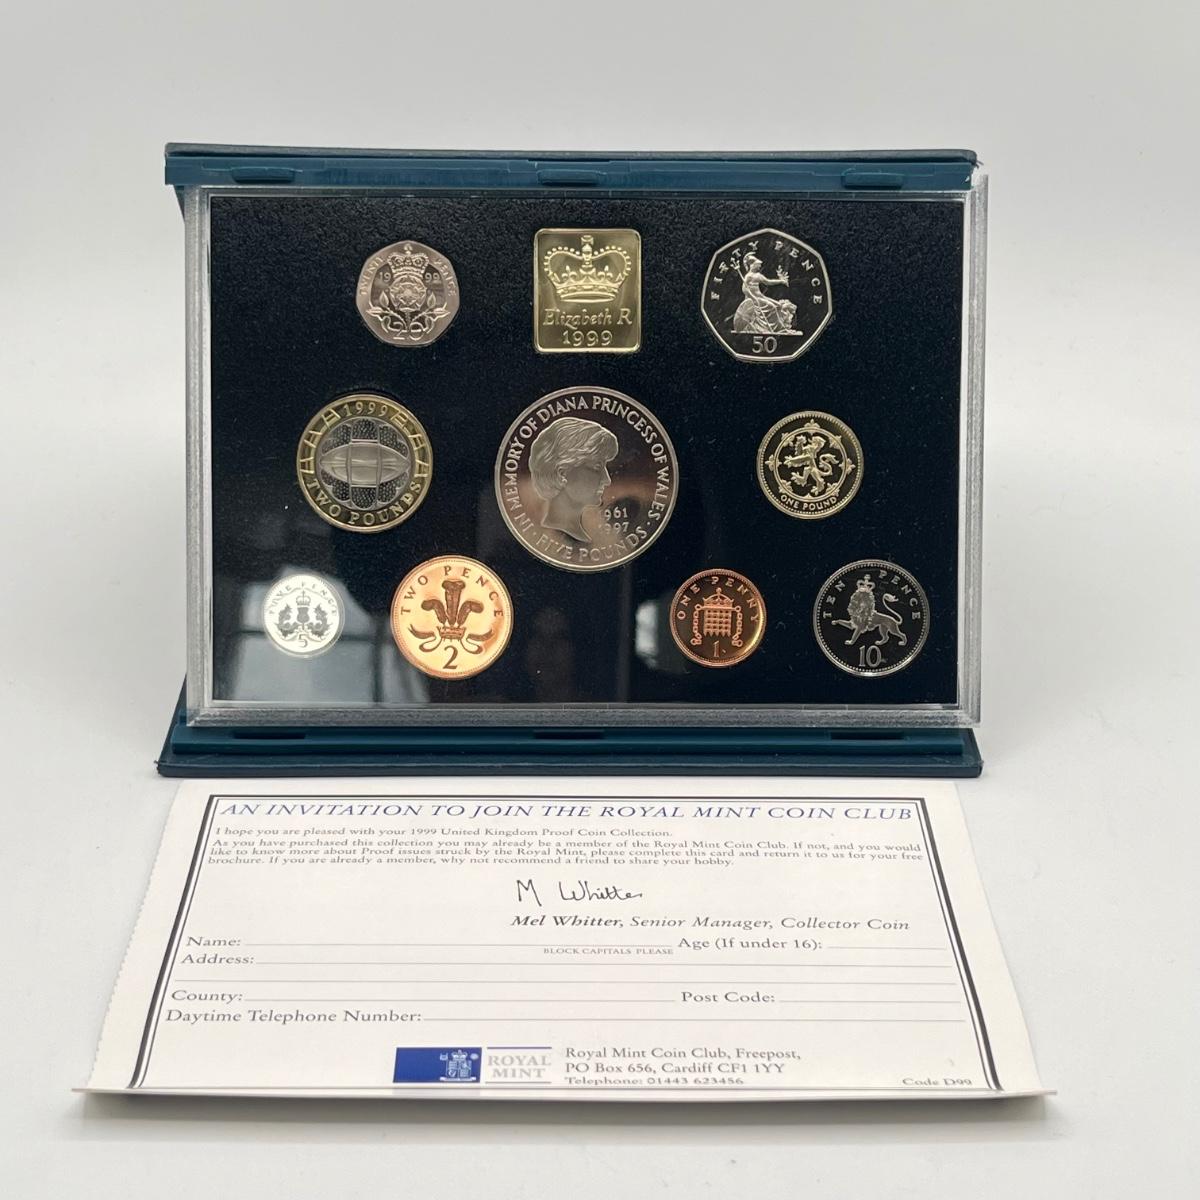 TWENTY PENCE
19 99
20
Elizabeth R
1999
FIFTY PENCE
50
1999
TWO POUNDS
IN MEMORY OF DIANA PRINCESS OF WALES
1961
1997
· FIVE POUNDS ·
ONE POUND
FIVE PENCE
5
TWO PENCE
2
ONE PENNY
1
TEN PENCE
10
AN INVITATION TO JOIN THE ROYAL MINT COIN CLUB
I hope you are pleased with your 1999 United Kingdom Proof Coin Collection.
As you have purchased this collection you may already be a member of the Royal Mint Coin Club. If not, and you would
like to know more about Proof issues struck by the Royal Mint, please complete this card and return it to us for your free
brochure. If you are already a member, why not recommend a friend to share your hobby.
M Whitter
Mel Whitter, Senior Manager, Collector Coin
Name: Age (If under 16):
BLOCK CAPITALS PLEASE
Address:
County: Post Code:
Daytime Telephone Number:
ROYAL
MINT
Royal Mint Coin Club, Freepost,
PO Box 656, Cardiff CF1 1YY
Telephone: 01443 623456
Code D99